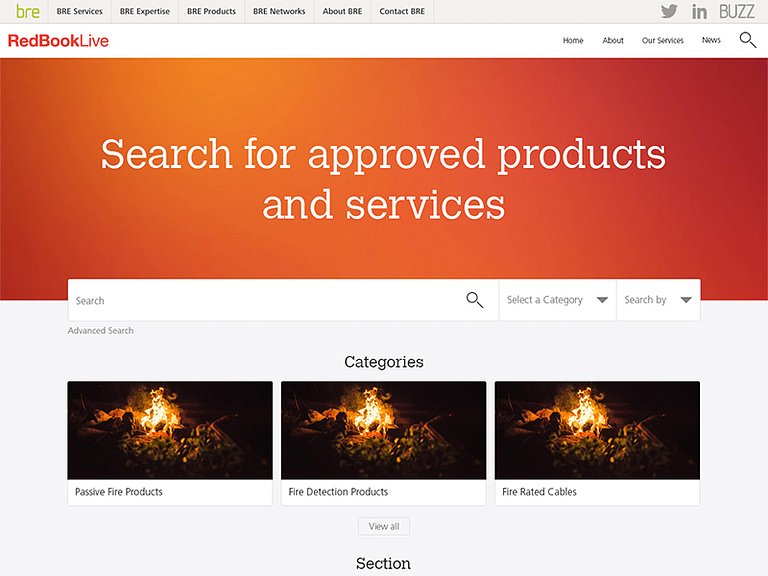 bre BRE Services BRE Expertise BRE Products BRE Networks About BRE Contact BRE BUZZ
RedBookLive Home About Our Services News
Search for approved products
and services
Search Select a Category Search by
Advanced Search
Categories
Passive Fire Products Fire Detection Products Fire Rated Cables
View all
Section